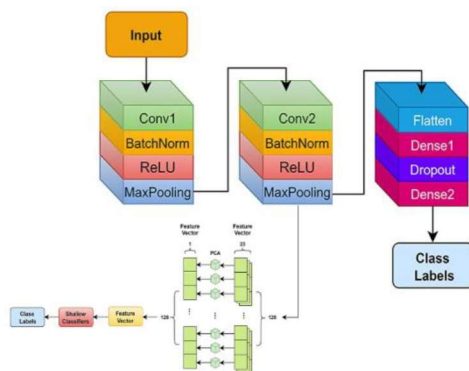 Input
Conv1
BatchNorm
ReLU
MaxPooling
Conv2
BatchNorm
ReLU
MaxPooling
Flatten
Dense1
Dropout
Dense2
Class
Labels
Feature
Vector
1
PCA
Feature
Vector
33
128
128
Class
Labels
Shallow
Classifiers
Feature
Vector